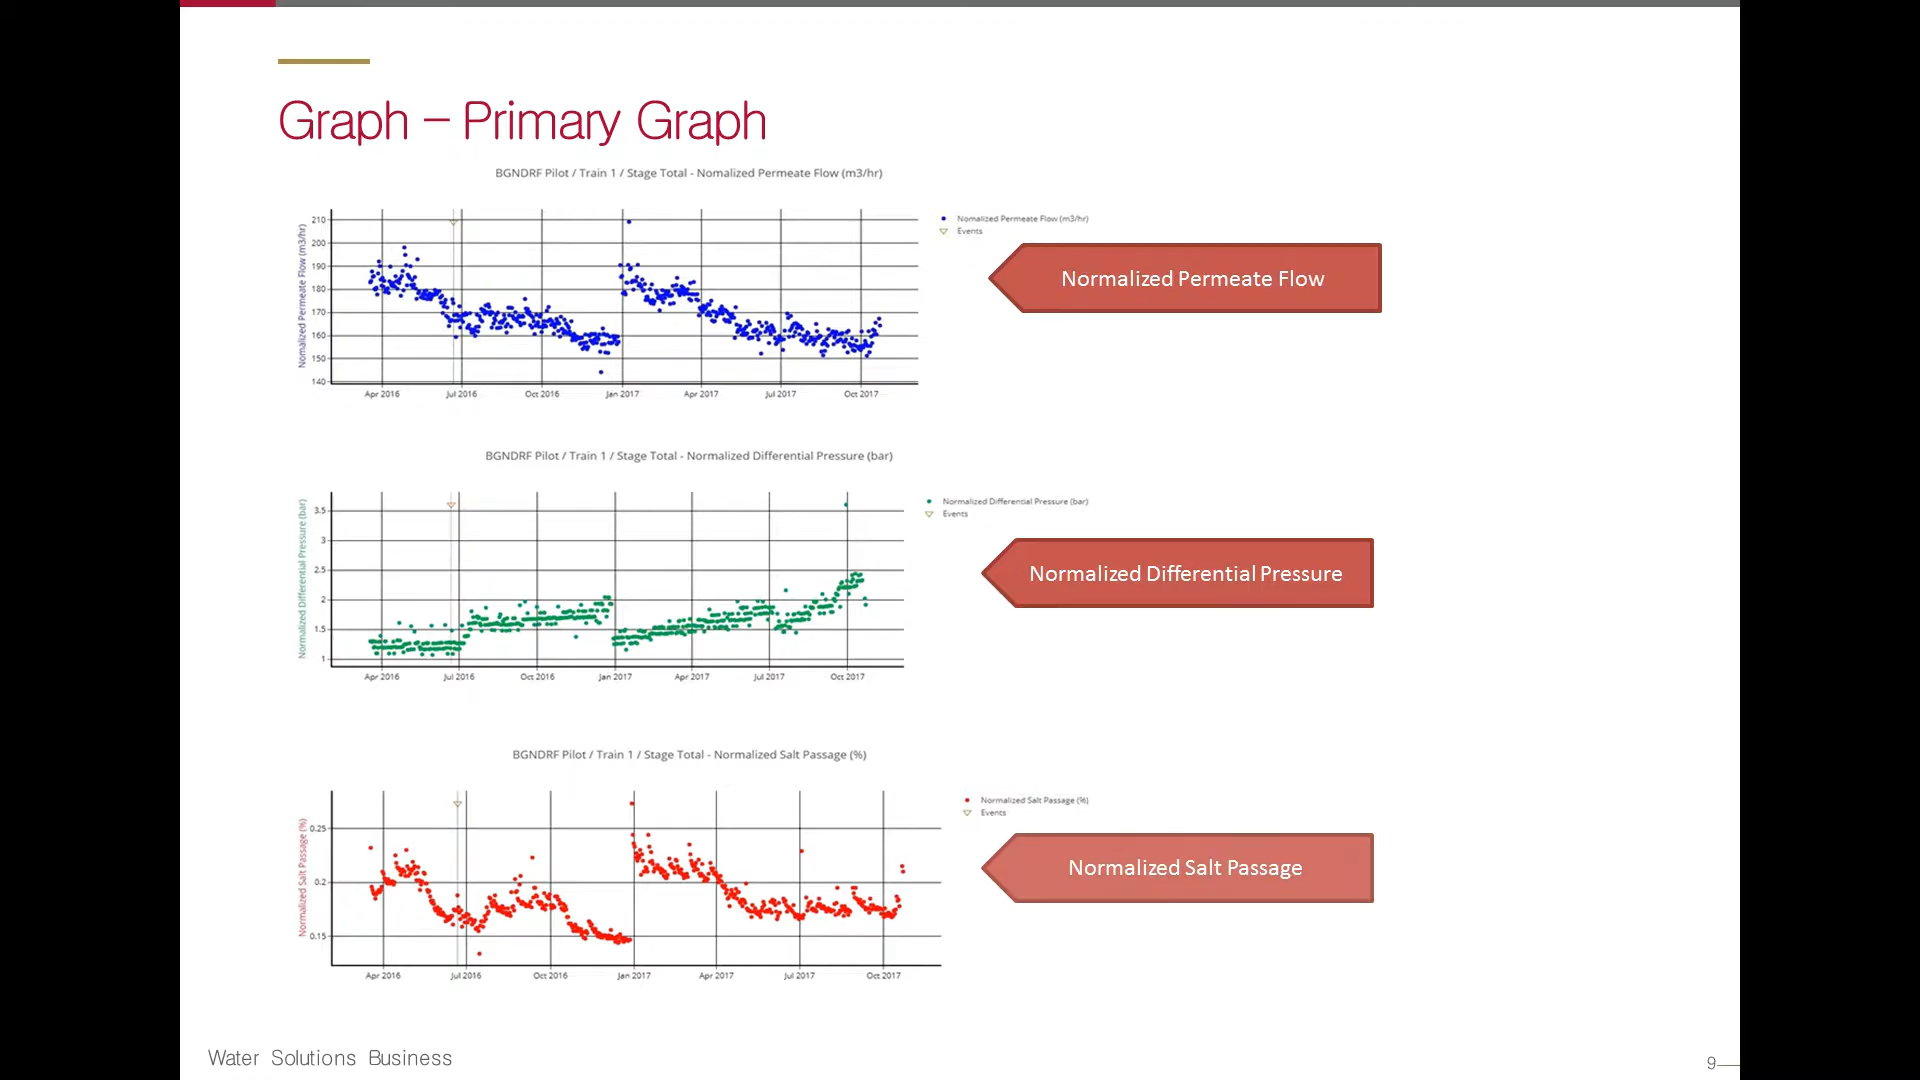 Graph – Primary Graph
BGNDRF Pilot / Train 1 / Stage Total - Nomalized Permeate Flow (m3/hr)
Nomalized Permeate Flow (m3/hr)
210
200
190
180
170
160
150
140
Apr 2016 Jul 2016 Oct 2016 Jan 2017 Apr 2017 Jul 2017 Oct 2017
Nomalized Permeate Flow (m3/hr)
Events
Normalized Permeate Flow
BGNDRF Pilot / Train 1 / Stage Total - Normalized Differential Pressure (bar)
Normalized Differential Pressure (bar)
3.5
3
2.5
2
1.5
1
Apr 2016 Jul 2016 Oct 2016 Jan 2017 Apr 2017 Jul 2017 Oct 2017
Normalized Differential Pressure (bar)
Events
Normalized Differential Pressure
BGNDRF Pilot / Train 1 / Stage Total - Normalized Salt Passage (%)
Normalized Salt Passage (%)
0.25
0.2
0.15
Apr 2016 Jul 2016 Oct 2016 Jan 2017 Apr 2017 Jul 2017 Oct 2017
Normalized Salt Passage (%)
Events
Normalized Salt Passage
Water Solutions Business
9